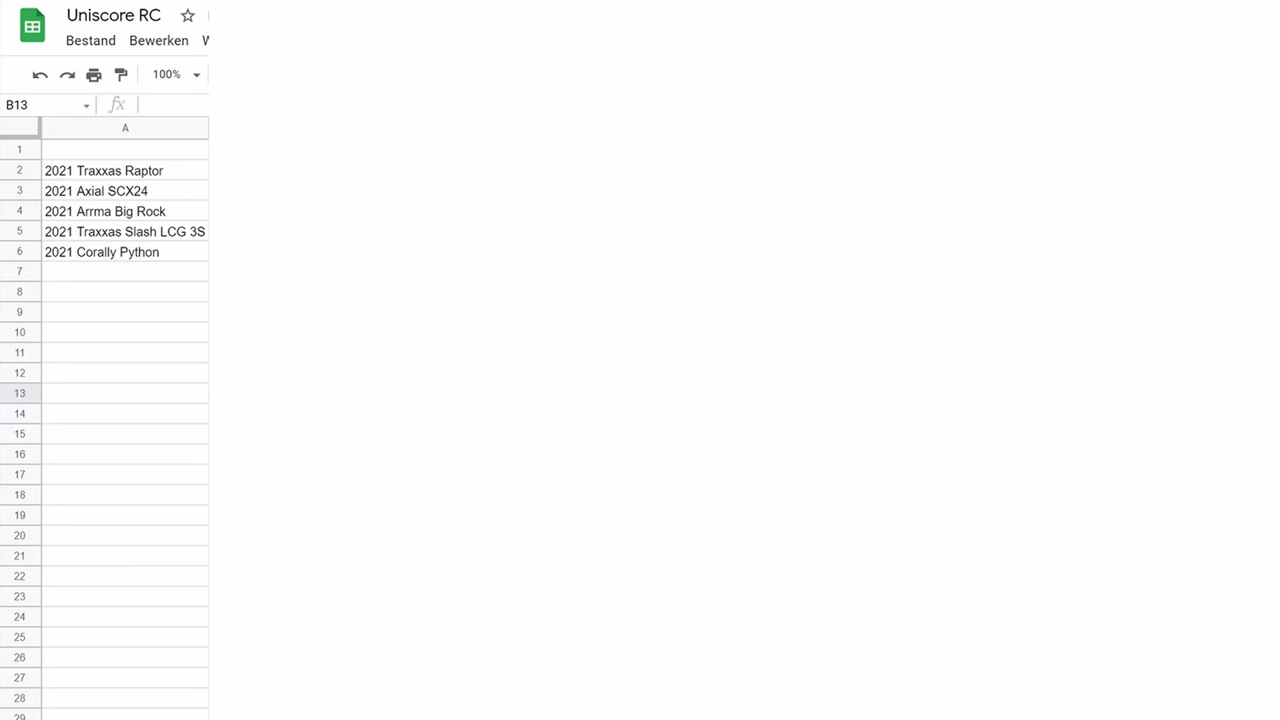 Uniscore RC
Bestand Bewerken W
100%
B13 fx
A
1
2 2021 Traxxas Raptor
3 2021 Axial SCX24
4 2021 Arrma Big Rock
5 2021 Traxxas Slash LCG 3S
6 2021 Corally Python
7
8
9
10
11
12
13
14
15
16
17
18
19
20
21
22
23
24
25
26
27
28
29